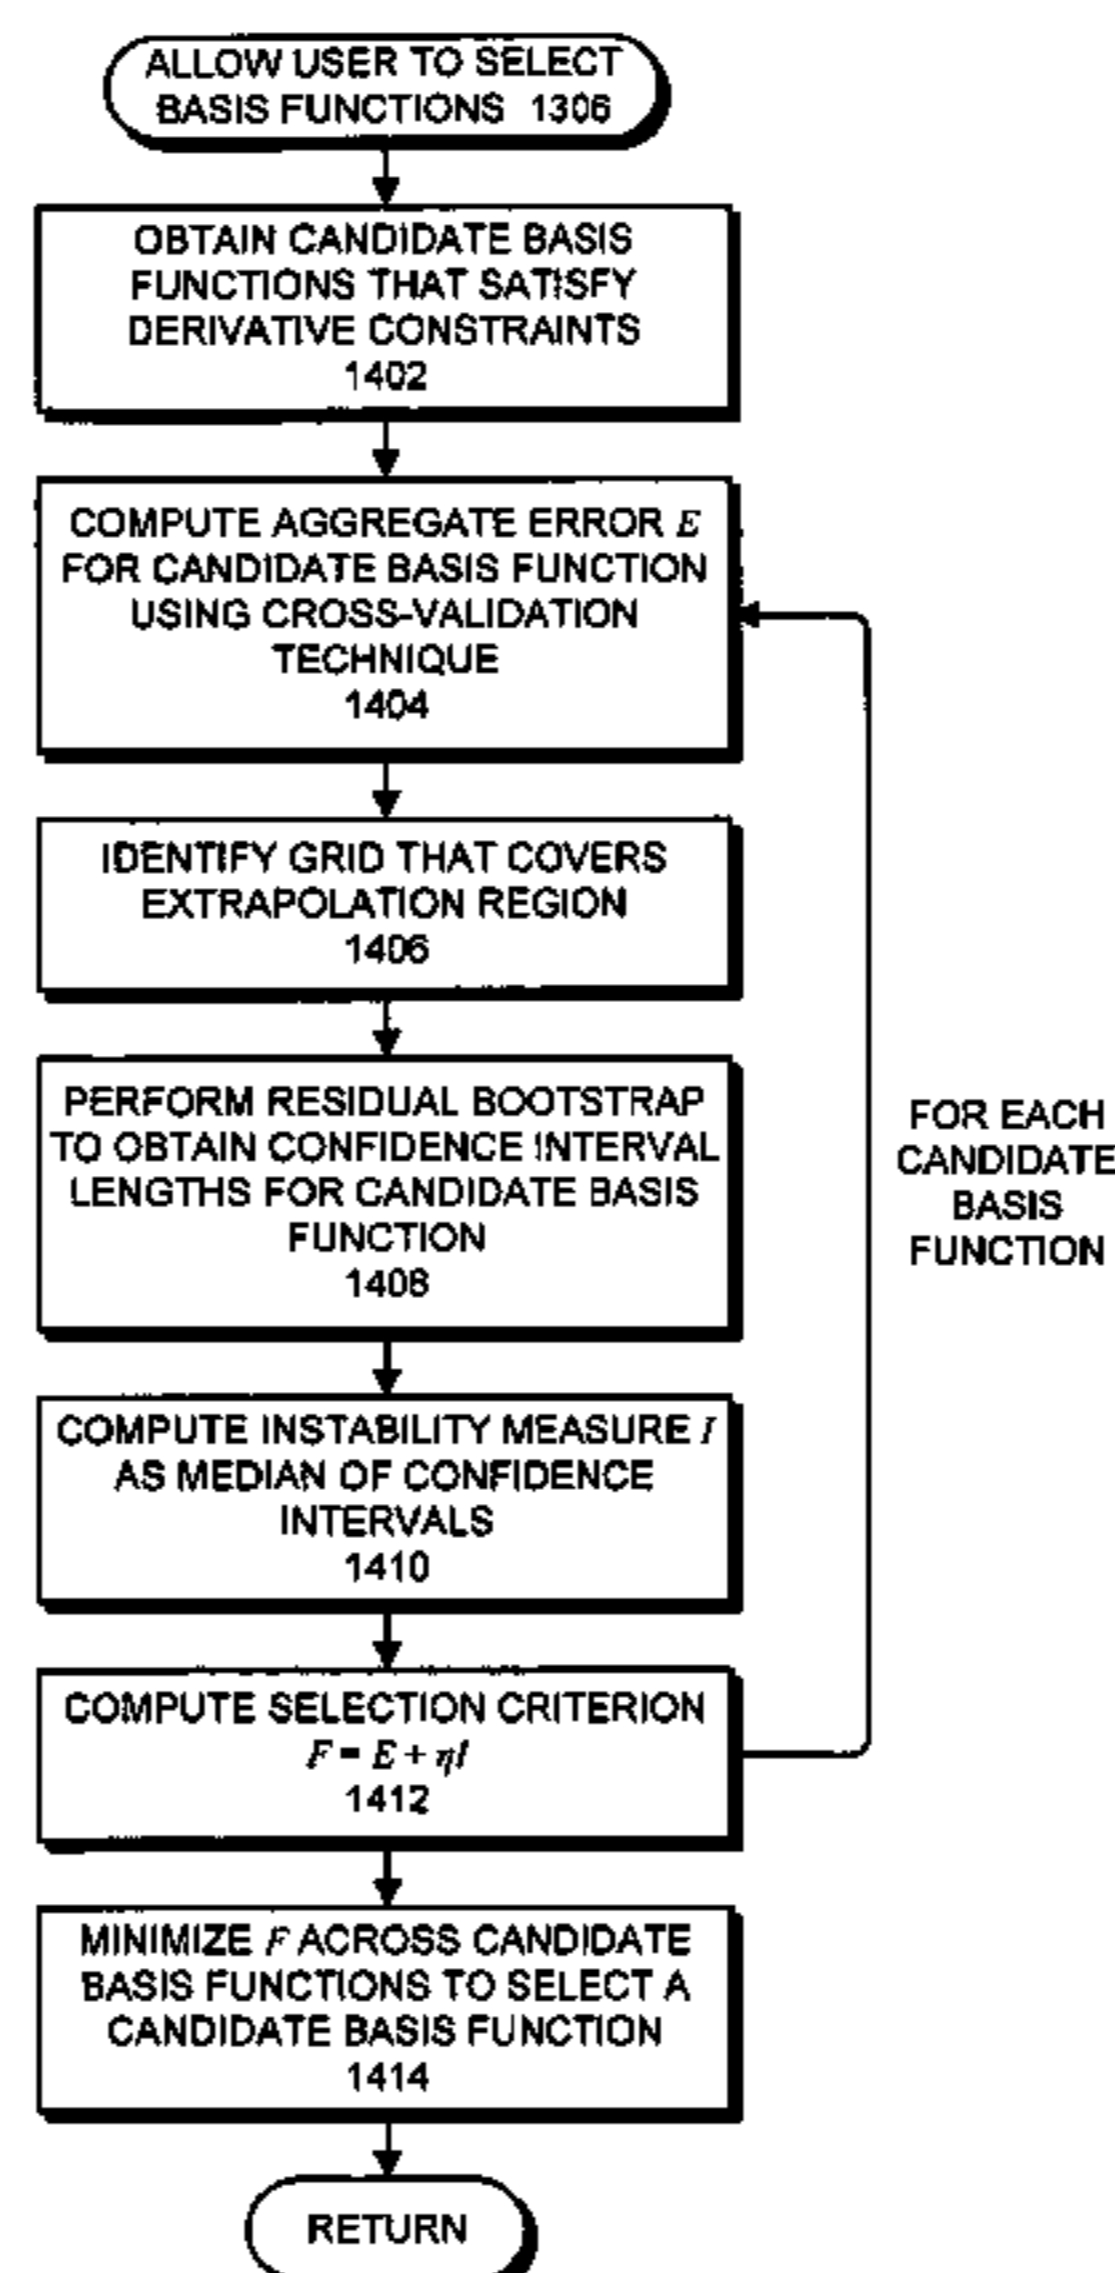 ALLOW USER TO SELECT
BASIS FUNCTIONS 1306
OBTAIN CANDIDATE BASIS
FUNCTIONS THAT SATISFY
DERIVATIVE CONSTRAINTS
1402
COMPUTE AGGREGATE ERROR E
FOR CANDIDATE BASIS FUNCTION
USING CROSS-VALIDATION
TECHNIQUE
1404
IDENTIFY GRID THAT COVERS
EXTRAPOLATION REGION
1406
PERFORM RESIDUAL BOOTSTRAP
TO OBTAIN CONFIDENCE INTERVAL
LENGTHS FOR CANDIDATE BASIS
FUNCTION
1408
FOR EACH
CANDIDATE
BASIS
FUNCTION
COMPUTE INSTABILITY MEASURE I
AS MEDIAN OF CONFIDENCE
INTERVALS
1410
COMPUTE SELECTION CRITERION
F = E + ηI
1412
MINIMIZE F ACROSS CANDIDATE
BASIS FUNCTIONS TO SELECT A
CANDIDATE BASIS FUNCTION
1414
RETURN